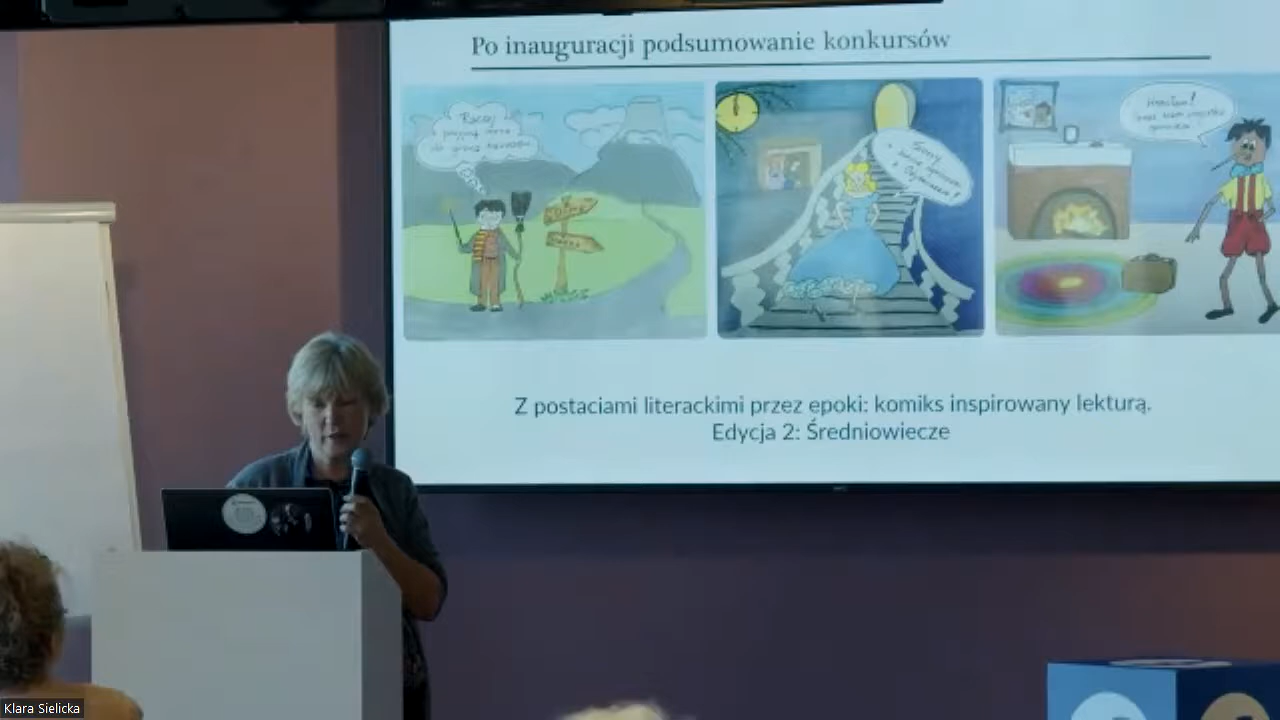 Po inauguracji podsumowanie konkursów
Z postaciami literackimi przez epoki: komiks inspirowany lekturą.
Edycja 2: Średniowiecze
Klara Sielicka